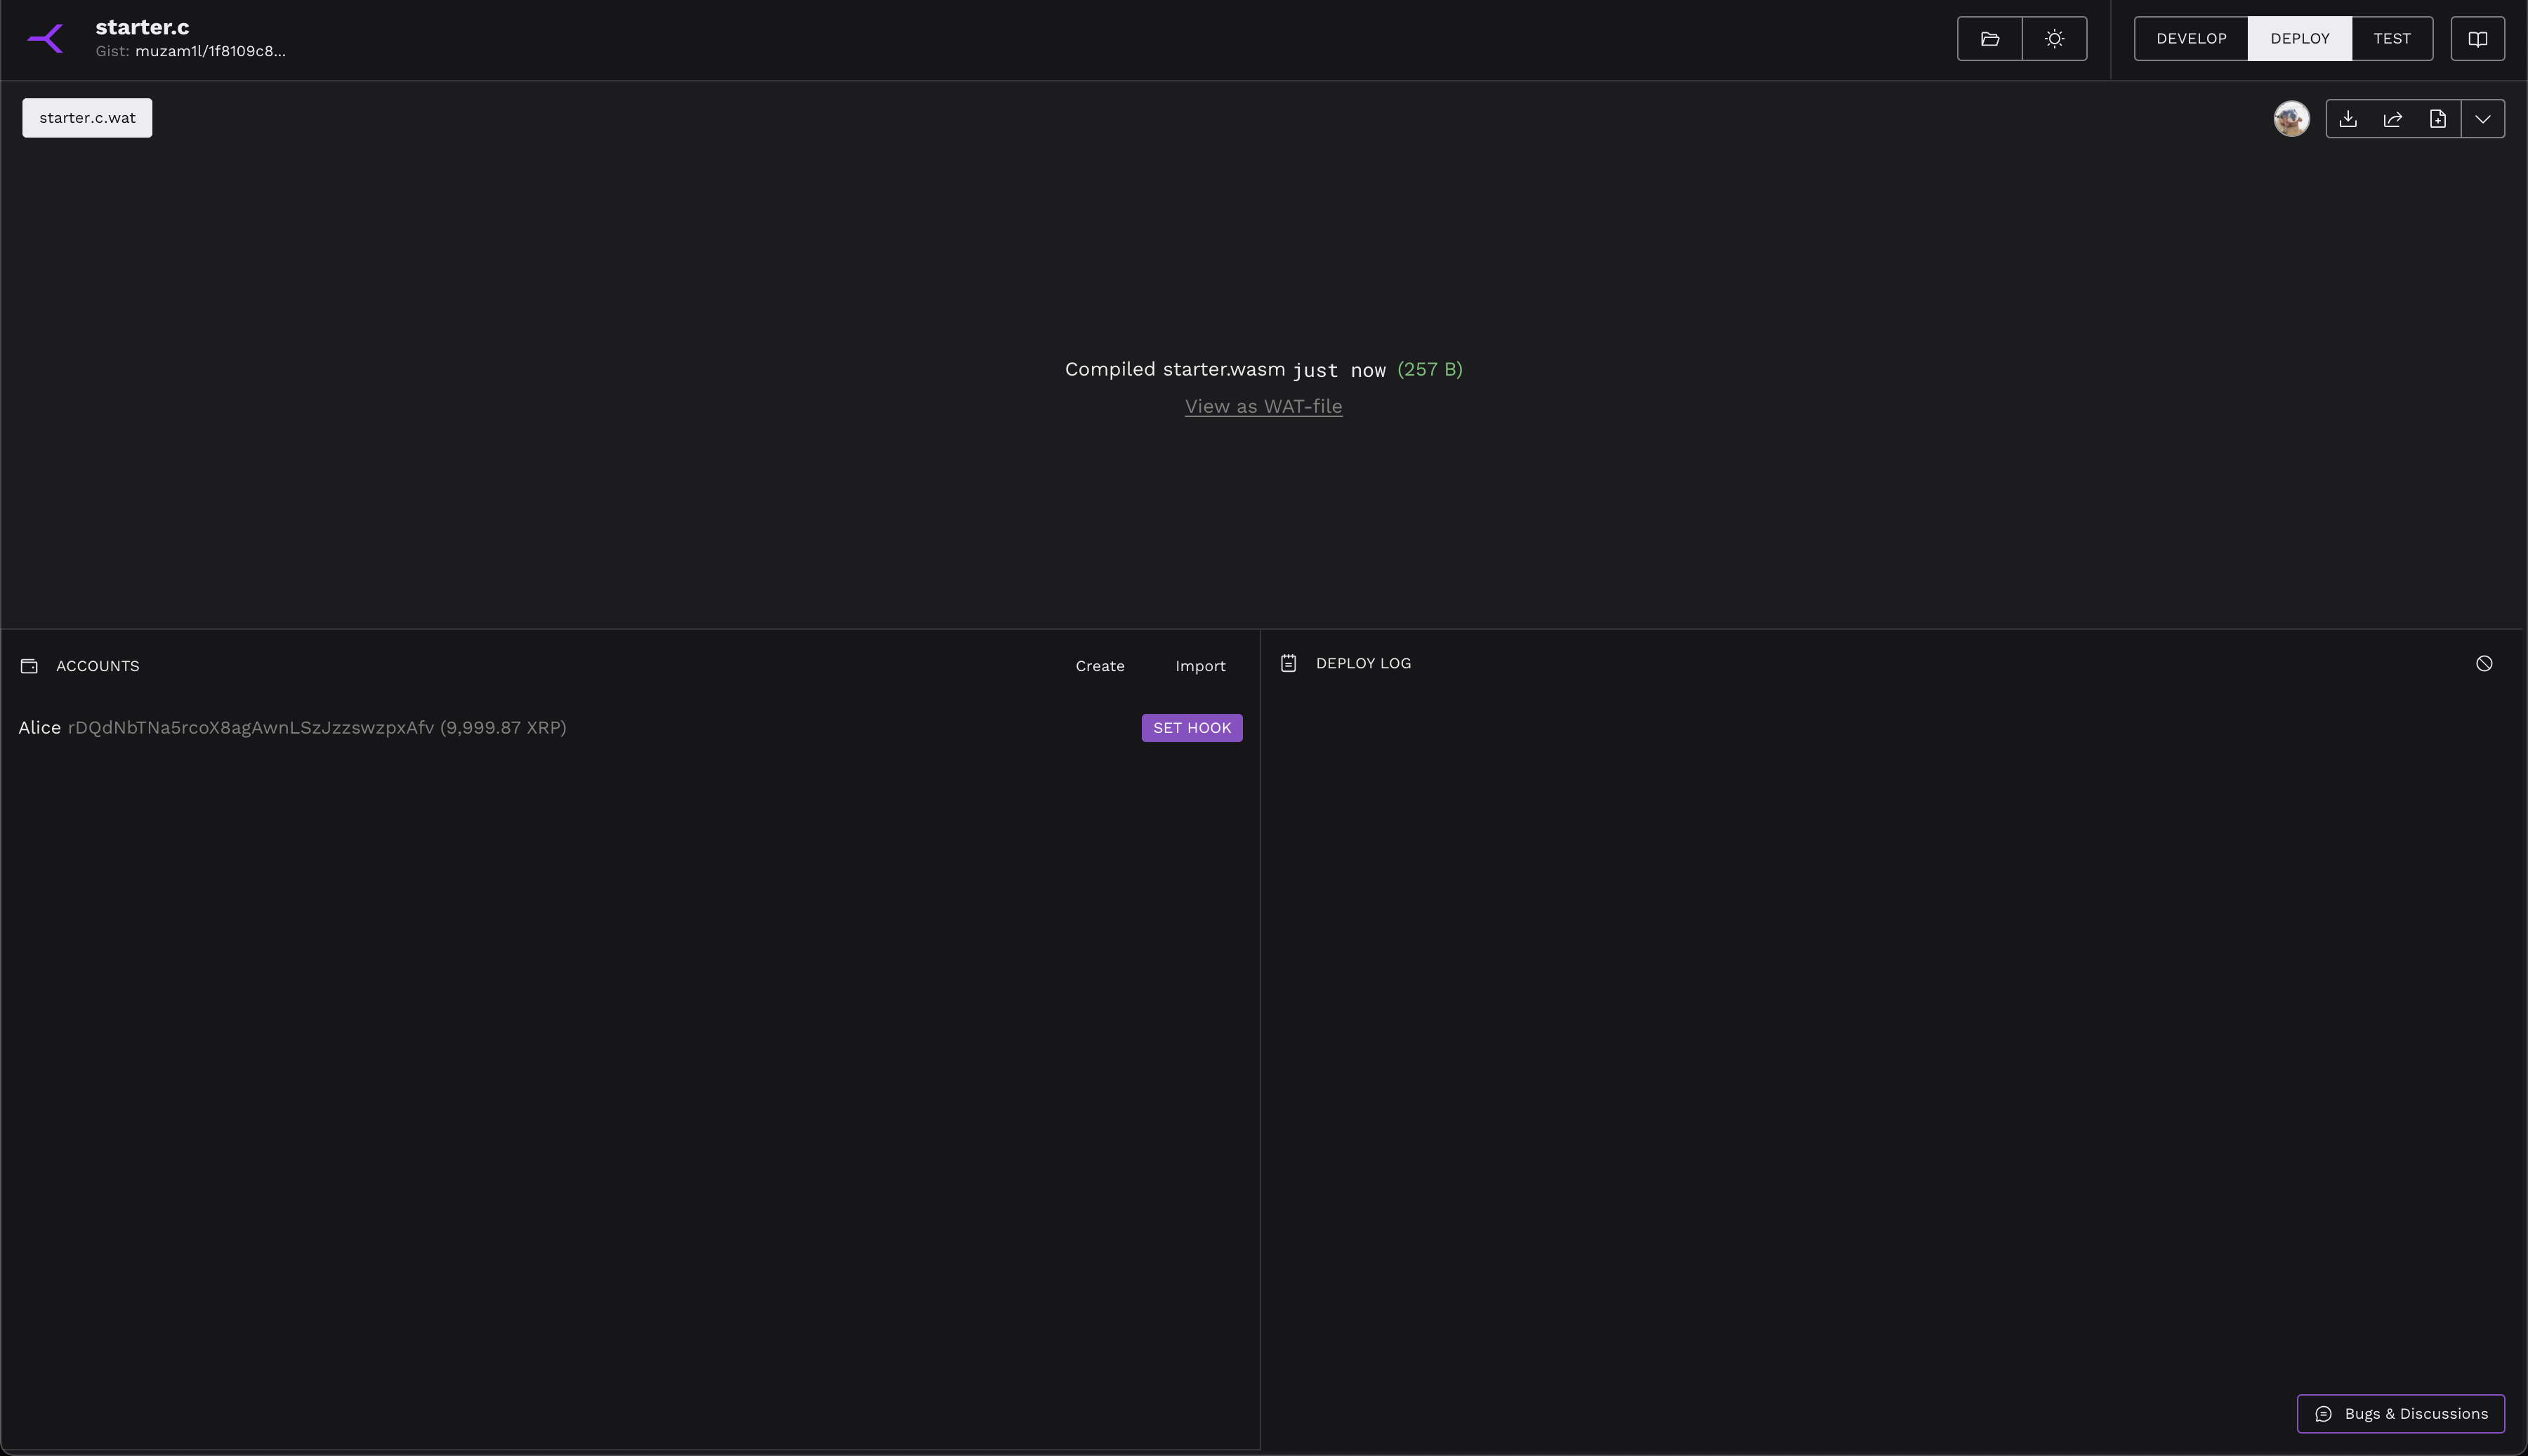 starter.c
Gist: muzam1l/1f8109c8...
DEVELOP
DEPLOY
TEST
starter.c.wat
Compiled starter.wasm just now (257 B)
View as WAT-file
ACCOUNTS
Create
Import
Alice rDQdNbTNa5rcoX8agAwnLSzJzzswzpxAfv (9,999.87 XRP)
SET HOOK
DEPLOY LOG
Bugs & Discussions